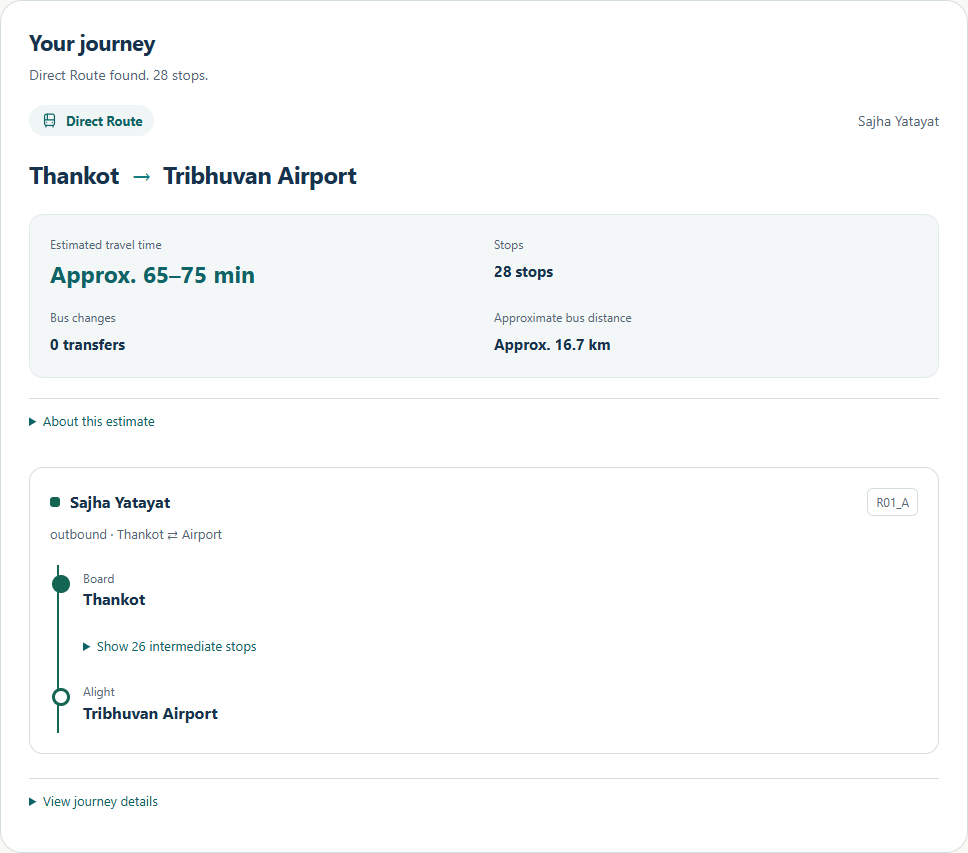 Your journey
Direct Route found. 28 stops.
Direct Route
Sajha Yatayat
Thankot → Tribhuvan Airport
Estimated travel time
Approx. 65–75 min
Stops
28 stops
Bus changes
0 transfers
Approximate bus distance
Approx. 16.7 km
About this estimate
Sajha Yatayat
R01_A
outbound · Thankot ⇄ Airport
Board
Thankot
Show 26 intermediate stops
Alight
Tribhuvan Airport
View journey details